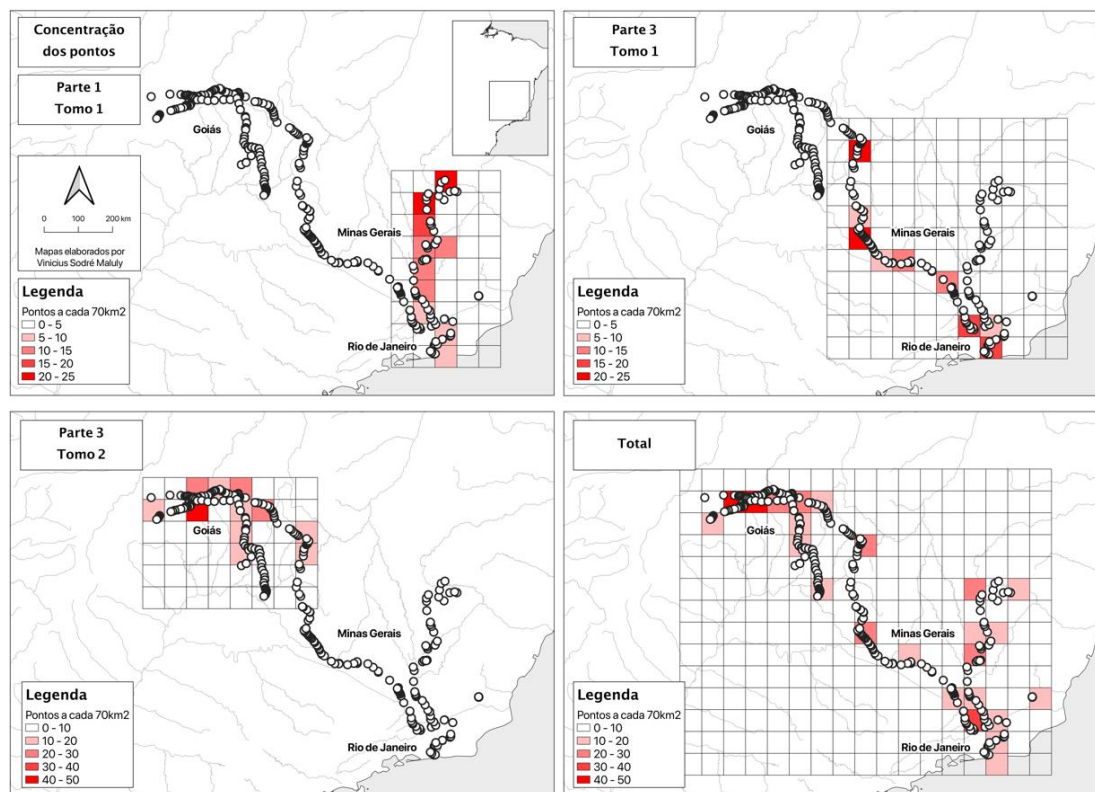 Concentração
dos pontos
Parte 1
Tomo 1
0 100 200 km
Mapas elaborados por
Vinicius Sodré Maluly
Legenda
Pontos a cada 70km2
0 - 5
5 - 10
10 - 15
15 - 20
20 - 25
Goiás
Minas Gerais
Rio de Janeiro
Parte 3
Tomo 1
Goiás
Minas Gerais
Rio de Janeiro
Legenda
Pontos a cada 70km2
0 - 5
5 - 10
10 - 15
15 - 20
20 - 25
Parte 3
Tomo 2
Goiás
Minas Gerais
Rio de Janeiro
Legenda
Pontos a cada 70km2
0 - 10
10 - 20
20 - 30
30 - 40
40 - 50
Total
Goiás
Minas Gerais
Rio de Janeiro
Legenda
Pontos a cada 70km2
0 - 10
10 - 20
20 - 30
30 - 40
40 - 50